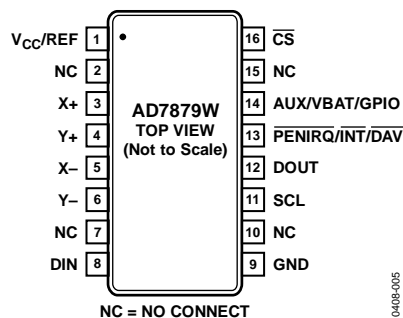 VCC/REF 1 16 CS
NC 2 15 NC
X+ 3 14 AUX/VBAT/GPIO
Y+ 4 13 PENIRQ/INT/DAV
X– 5 12 DOUT
Y– 6 11 SCL
NC 7 10 NC
DIN 8 9 GND
AD7879W
TOP VIEW
(Not to Scale)
NC = NO CONNECT
0408-005